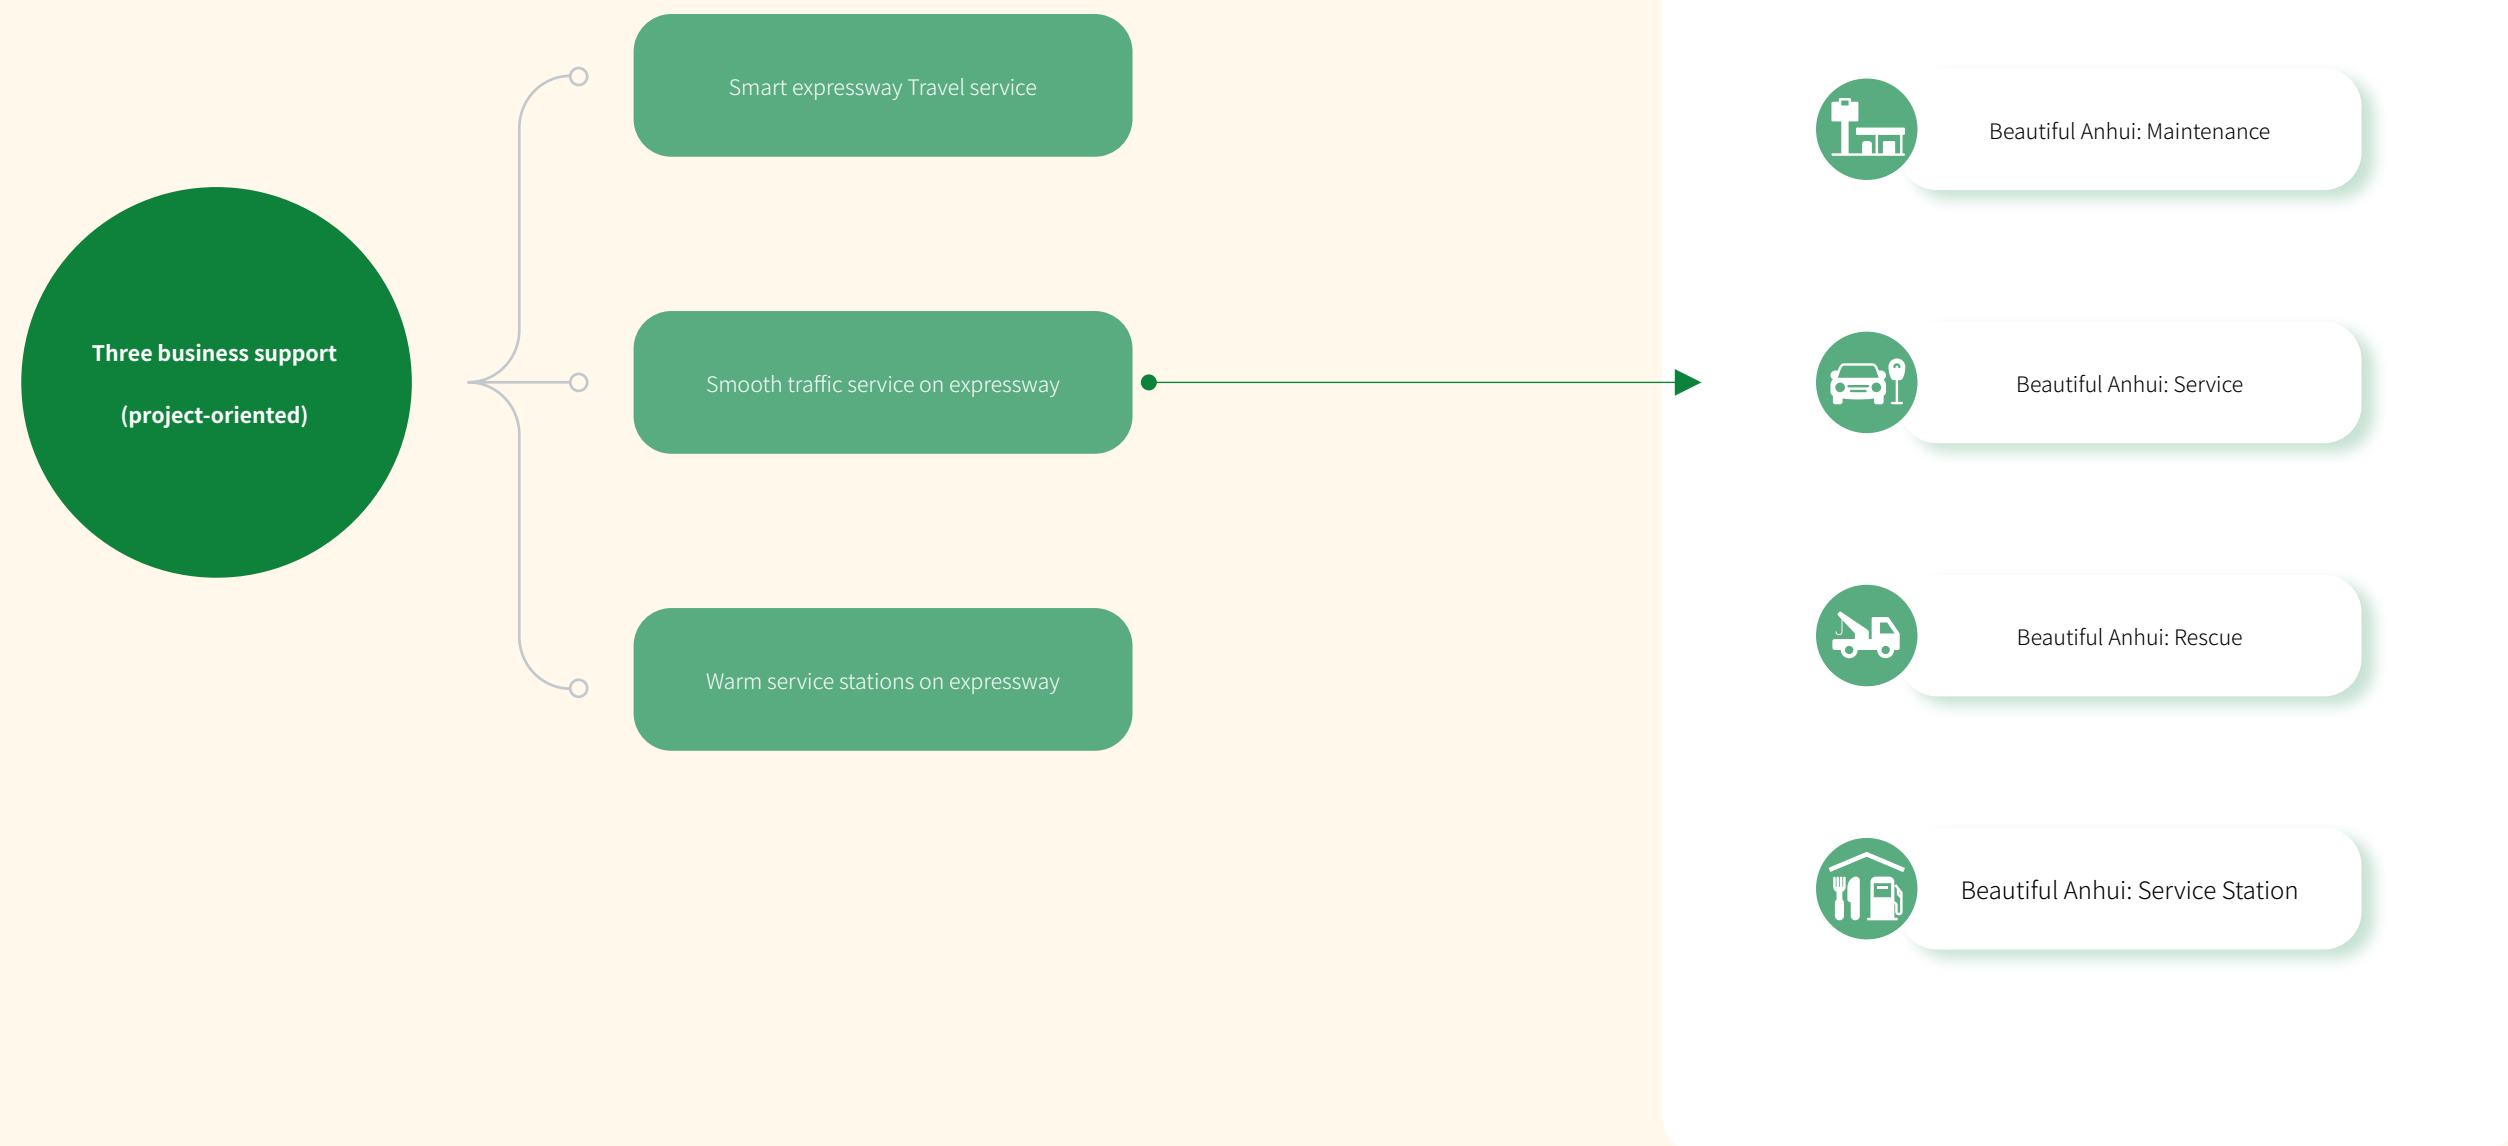 Three business support
(project-oriented)
Smart expressway Travel service
Smooth traffic service on expressway
Warm service stations on expressway
Beautiful Anhui: Maintenance
Beautiful Anhui: Service
Beautiful Anhui: Rescue
Beautiful Anhui: Service Station